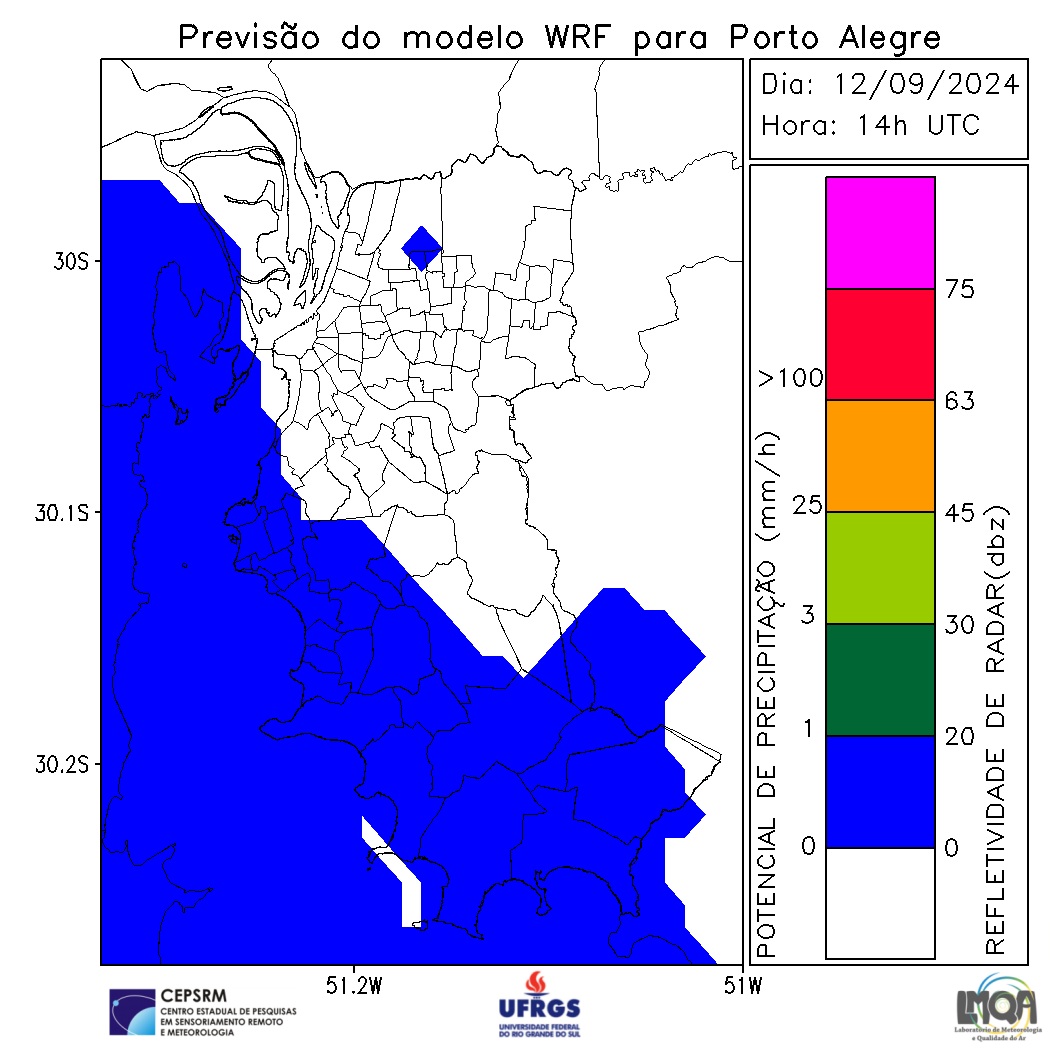 Previsão do modelo WRF para Porto Alegre
Dia: 12/09/2024
Hora: 14h UTC
30S
30.1S
30.2S
51.2W
51W
POTENCIAL DE PRECIPITAÇÃO (mm/h)
>100
25
3
1
0
75
63
45
30
20
0
REFLETIVIDADE DE RADAR(dbz)
CEPSRM
CENTRO ESTADUAL DE PESQUISAS
EM SENSORIAMENTO REMOTO
E METEOROLOGIA
UFRGS
UNIVERSIDADE FEDERAL
DO RIO GRANDE DO SUL
LMQA
Laboratório de Meteorologia
e Qualidade do Ar